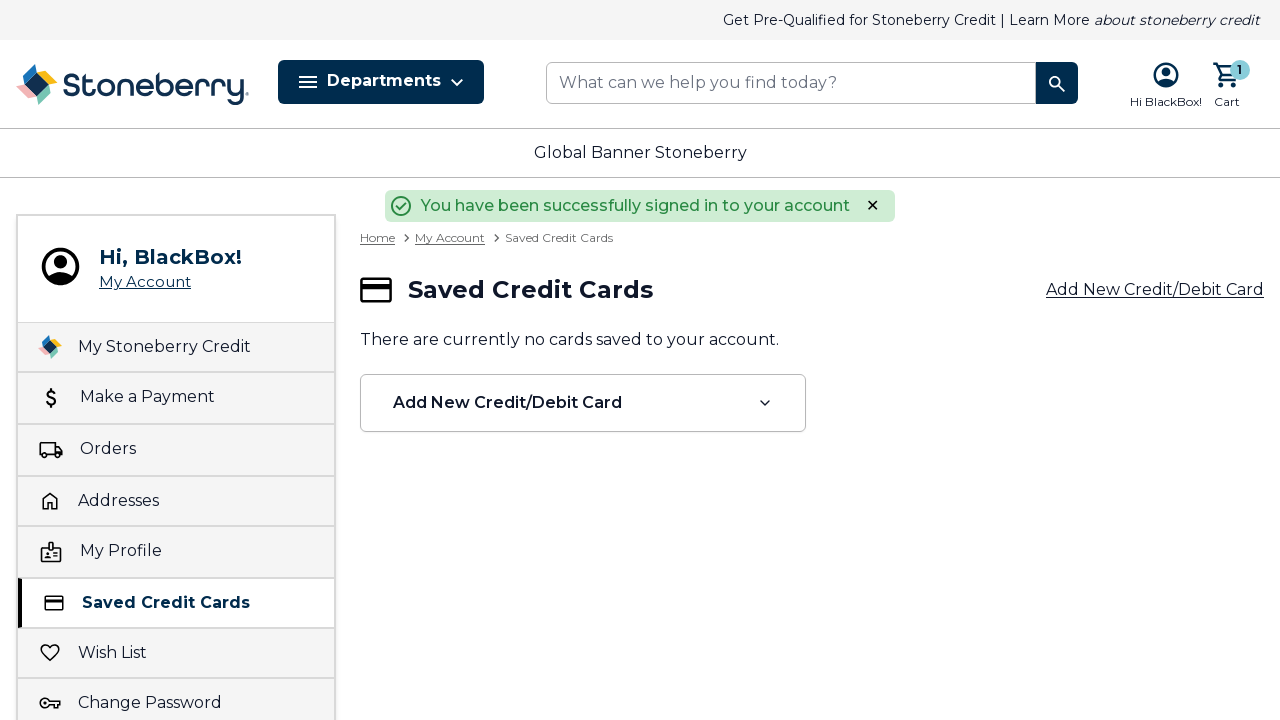 Get Pre-Qualified for Stoneberry Credit | Learn More about stoneberry credit
Stoneberry
Departments
What can we help you find today?
1
Hi BlackBox!
Cart
Global Banner Stoneberry
You have been successfully signed in to your account
Hi, BlackBox!
My Account
My Stoneberry Credit
Make a Payment
Orders
Addresses
My Profile
Saved Credit Cards
Wish List
Change Password
Home > My Account > Saved Credit Cards
Saved Credit Cards
Add New Credit/Debit Card
There are currently no cards saved to your account.
Add New Credit/Debit Card